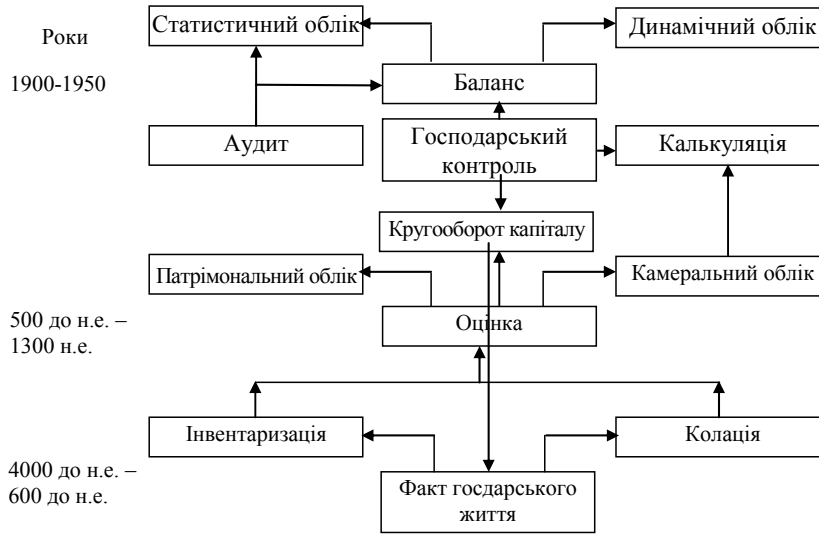 Роки
Статистичний облік
Динамічний облік
1900-1950
Баланс
Аудит
Господарський
контроль
Калькуляція
Кругооборот капіталу
Патрімональний облік
Камеральний облік
500 до н.е. –
1300 н.е.
Оцінка
Інвентаризація
Колація
4000 до н.е. –
600 до н.е.
Факт госдарського
життя